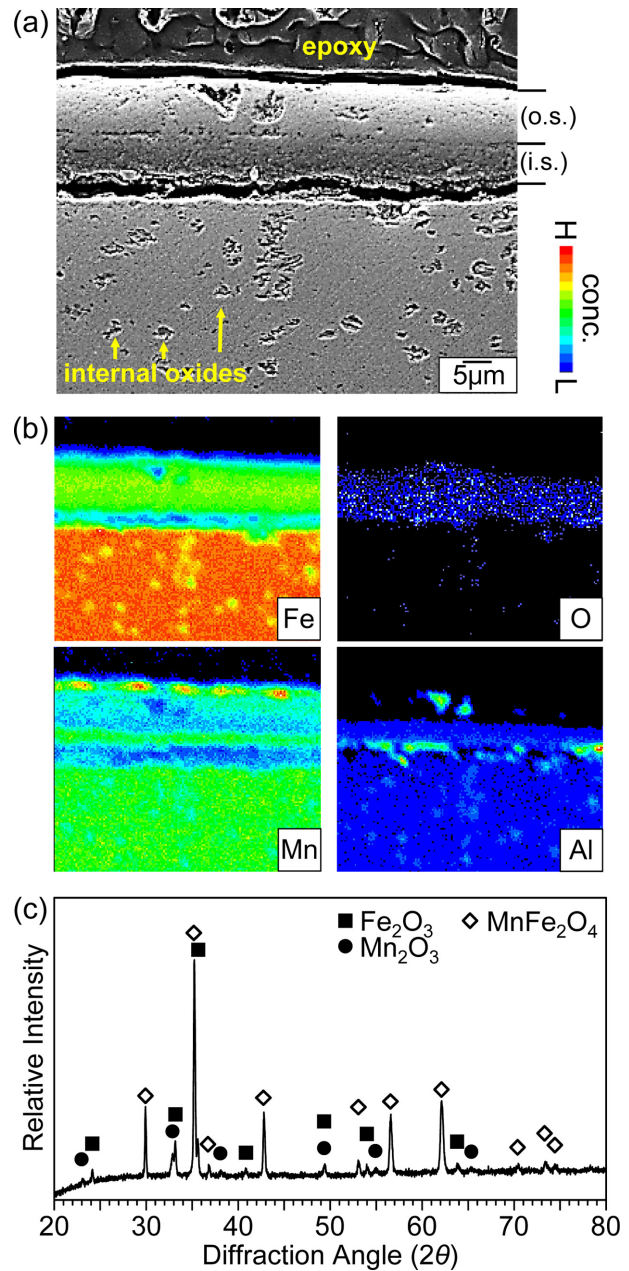 (a)
epoxy
(o.s.)
(i.s.)
H
conc.
L
internal oxides
5μm
(b)
Fe
O
Mn
Al
(c)
Fe₂O₃
MnFe₂O₄
Mn₂O₃
Relative Intensity
20 30 40 50 60 70 80
Diffraction Angle (2θ)